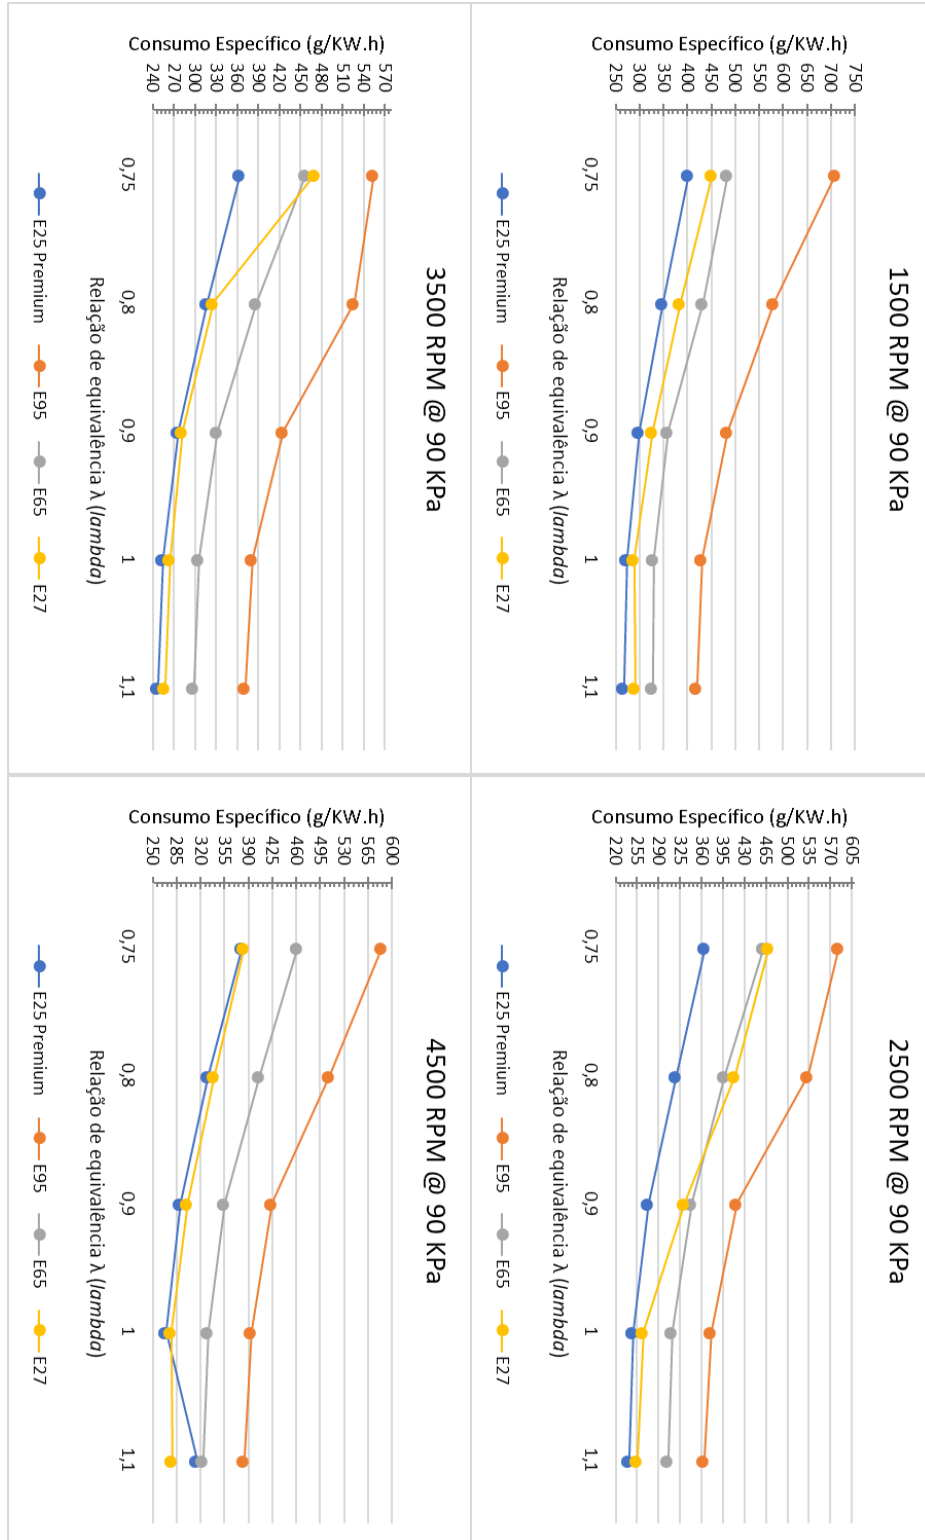 1500 RPM @ 90 KPa
Consumo Específico (g/KW.h)
750
700
650
600
550
500
450
400
350
300
250
0,75 0,8 0,9 1 1,1
Relação de equivalência λ (lambda)
E25 Premium E95 E65 E27
2500 RPM @ 90 KPa
Consumo Específico (g/KW.h)
605
570
535
500
465
430
395
360
325
290
255
220
0,75 0,8 0,9 1 1,1
Relação de equivalência λ (lambda)
E25 Premium E95 E65 E27
3500 RPM @ 90 KPa
Consumo Específico (g/KW.h)
570
540
510
480
450
420
390
360
330
300
270
240
0,75 0,8 0,9 1 1,1
Relação de equivalência λ (lambda)
E25 Premium E95 E65 E27
4500 RPM @ 90 KPa
Consumo Específico (g/KW.h)
600
565
530
495
460
425
390
355
320
285
250
0,75 0,8 0,9 1 1,1
Relação de equivalência λ (lambda)
E25 Premium E95 E65 E27